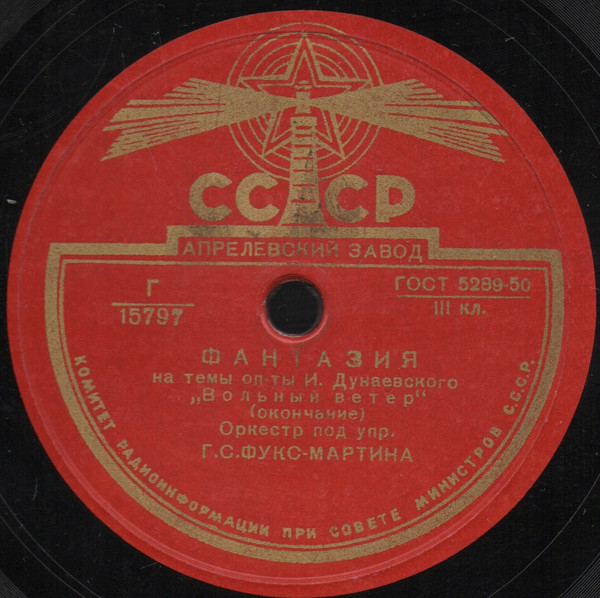 СССР
АПРЕЛЕВСКИЙ ЗАВОД
Г
15797
ГОСТ 5289-50
III кл.
ФАНТАЗИЯ
на темы оп-ты И. Дунаевского
„Вольный ветер“
(окончание)
Оркестр под упр.
Г.С.ФУКС-МАРТИНА
КОМИТЕТ РАДИОИНФОРМАЦИИ ПРИ СОВЕТЕ МИНИСТРОВ С.С.С.Р.